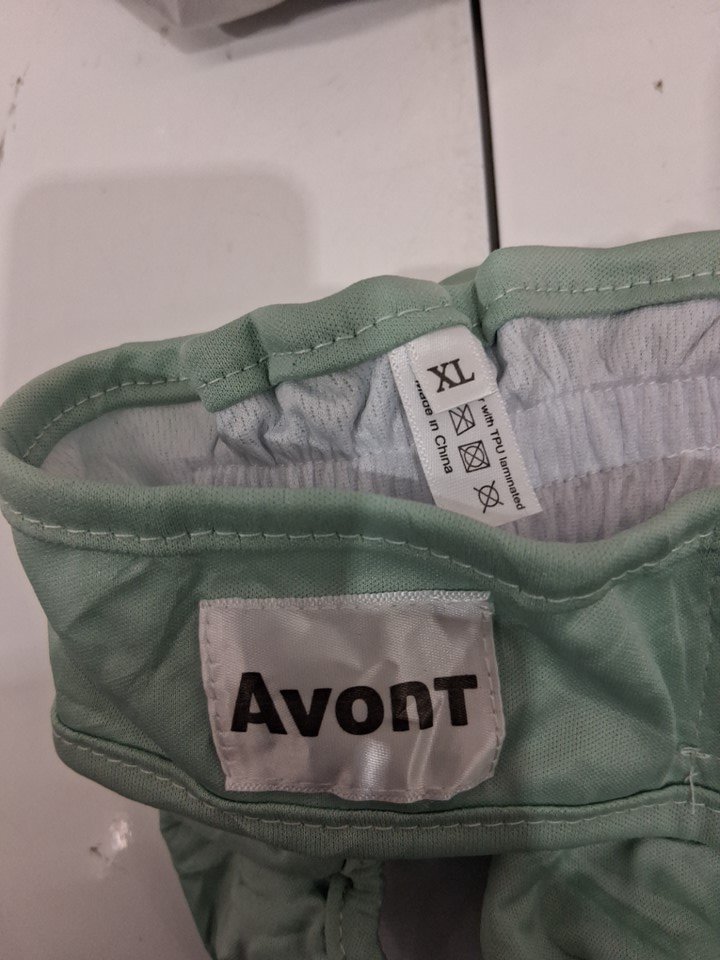 XL
with TPU laminated
made in China
AvonT